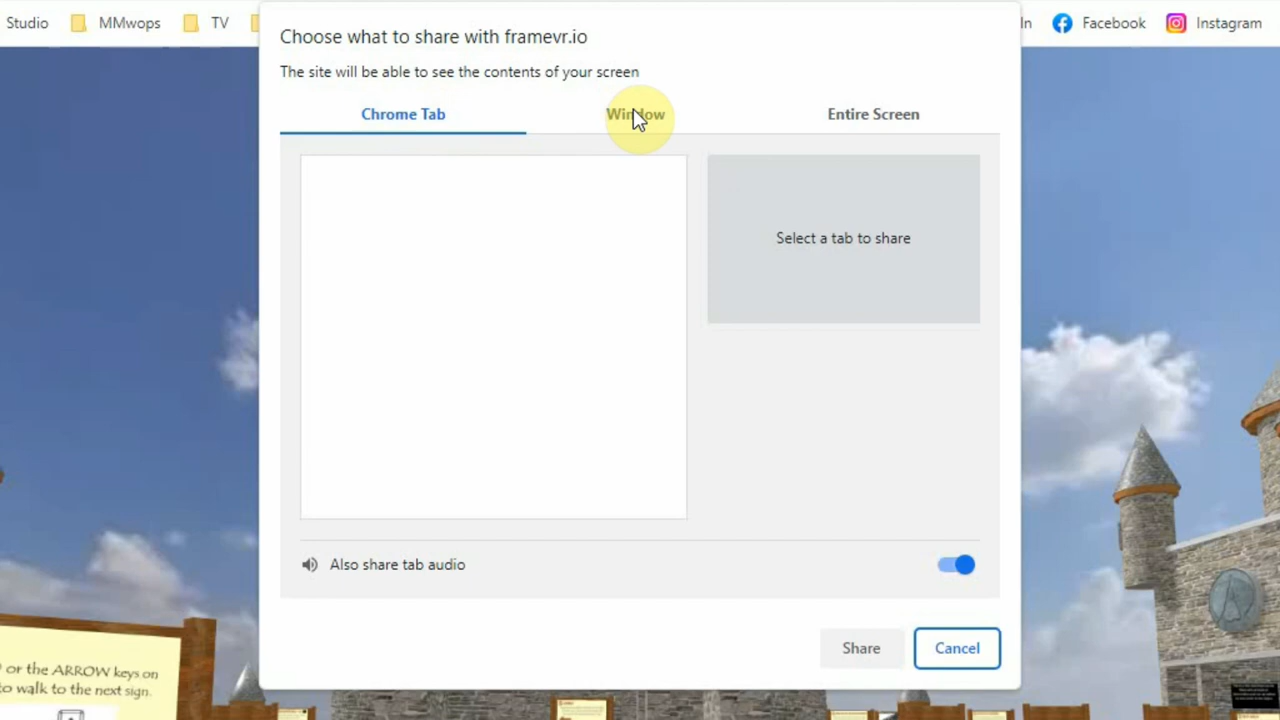 Studio MMwops TV In Facebook Instagram
Choose what to share with framevr.io
The site will be able to see the contents of your screen
Chrome Tab Window Entire Screen
Select a tab to share
Also share tab audio
Share Cancel
or the ARROW keys on
to walk to the next sign.